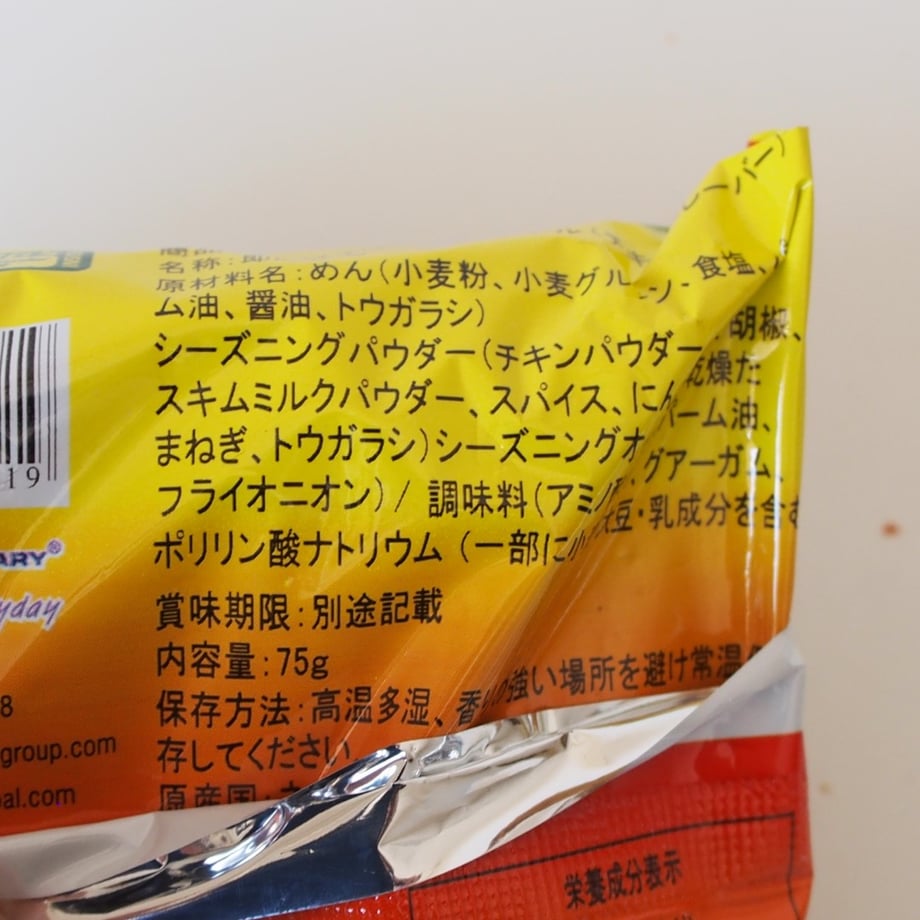 名称:
原材料名:めん(小麦粉、小麦グル 食塩、
ム油、醤油、トウガラシ)
シーズニングパウダー(チキンパウダー 胡椒、
スキムミルクパウダー、スパイス、にん 乾燥た
まねぎ、トウガラシ)シーズニングオ パーム油、
フライオニオン)/ 調味料(アミノ グアーガム、
ポリリン酸ナトリウム (一部に小 大豆・乳成分を含む
賞味期限:別途記載
内容量:75g
保存方法:高温多湿、香りの強い場所を避け常温
存してください
原産国:
栄養成分表示
19
ARY®
yday
8
group.com
al.com